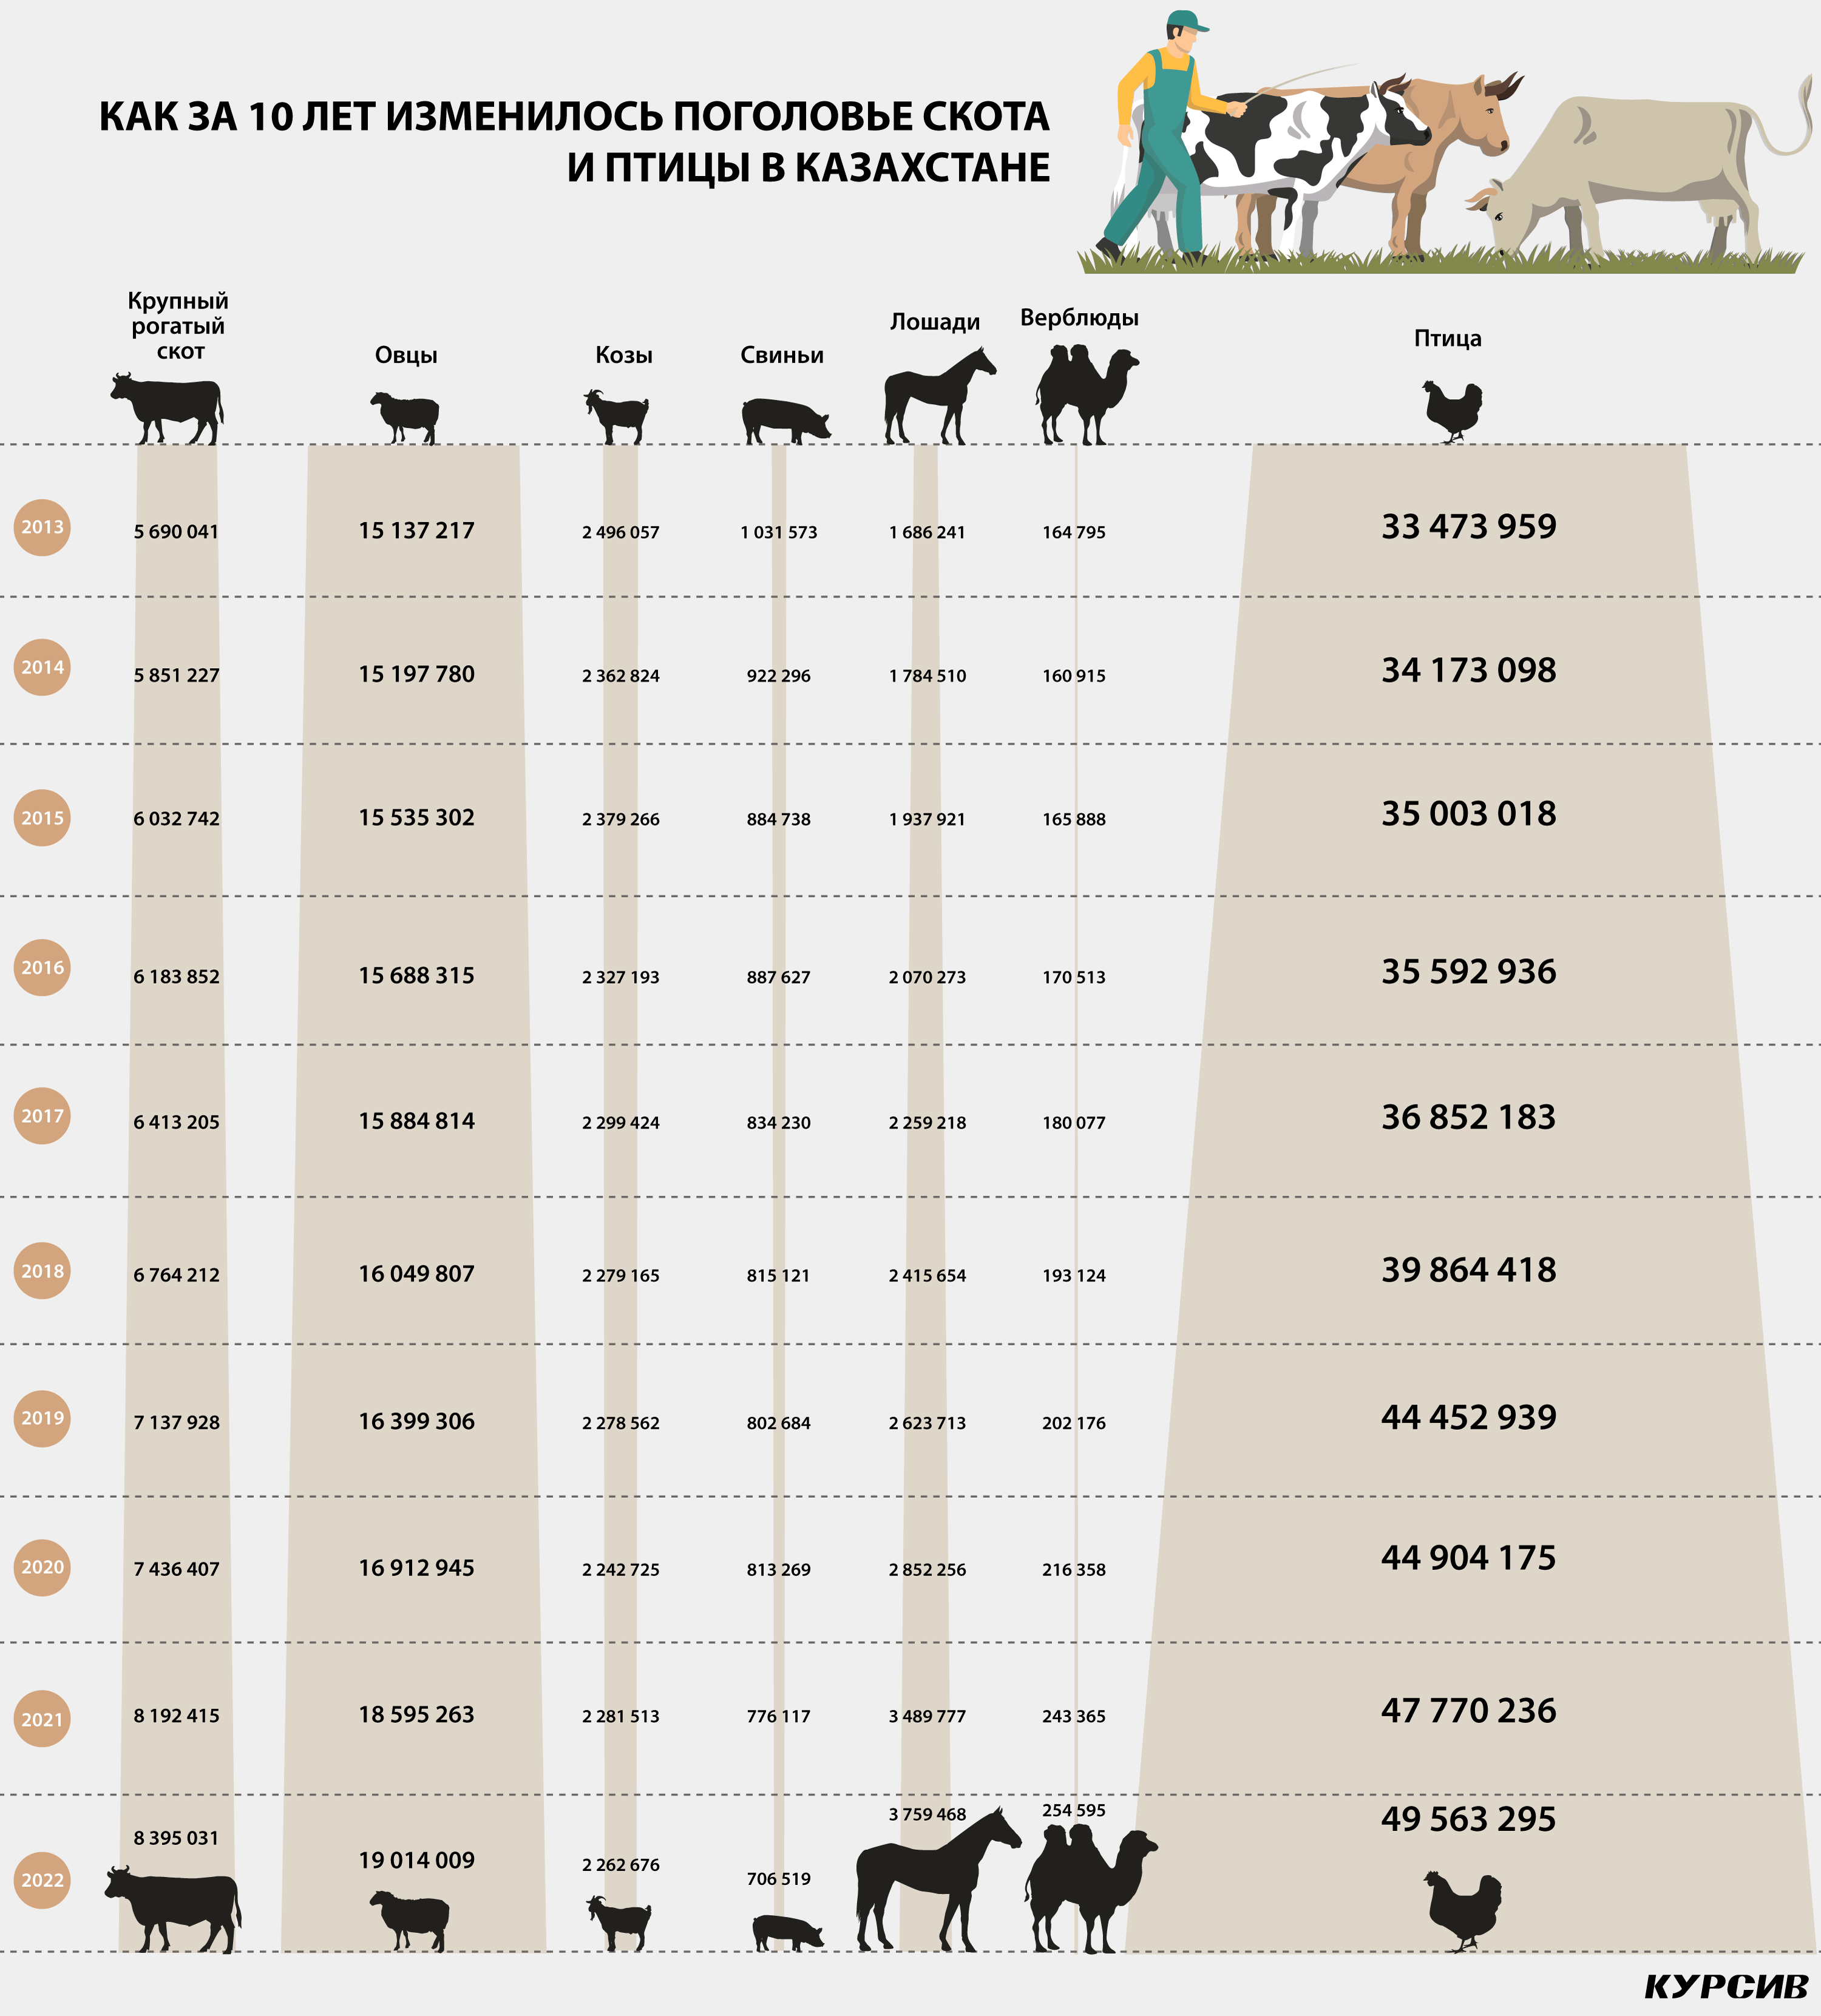 КАК ЗА 10 ЛЕТ ИЗМЕНИЛОСЬ ПОГОЛОВЬЕ СКОТА
И ПТИЦЫ В КАЗАХСТАНЕ
Крупный
рогатый
скот
Овцы
Козы
Свиньи
Лошади
Верблюды
Птица
2013 5 690 041 15 137 217 2 496 057 1 031 573 1 686 241 164 795 33 473 959
2014 5 851 227 15 197 780 2 362 824 922 296 1 784 510 160 915 34 173 098
2015 6 032 742 15 535 302 2 379 266 884 738 1 937 921 165 888 35 003 018
2016 6 183 852 15 688 315 2 327 193 887 627 2 070 273 170 513 35 592 936
2017 6 413 205 15 884 814 2 299 424 834 230 2 259 218 180 077 36 852 183
2018 6 764 212 16 049 807 2 279 165 815 121 2 415 654 193 124 39 864 418
2019 7 137 928 16 399 306 2 278 562 802 684 2 623 713 202 176 44 452 939
2020 7 436 407 16 912 945 2 242 725 813 269 2 852 256 216 358 44 904 175
2021 8 192 415 18 595 263 2 281 513 776 117 3 489 777 243 365 47 770 236
2022 8 395 031 19 014 009 2 262 676 706 519 3 759 468 254 595 49 563 295
КУРСИВ